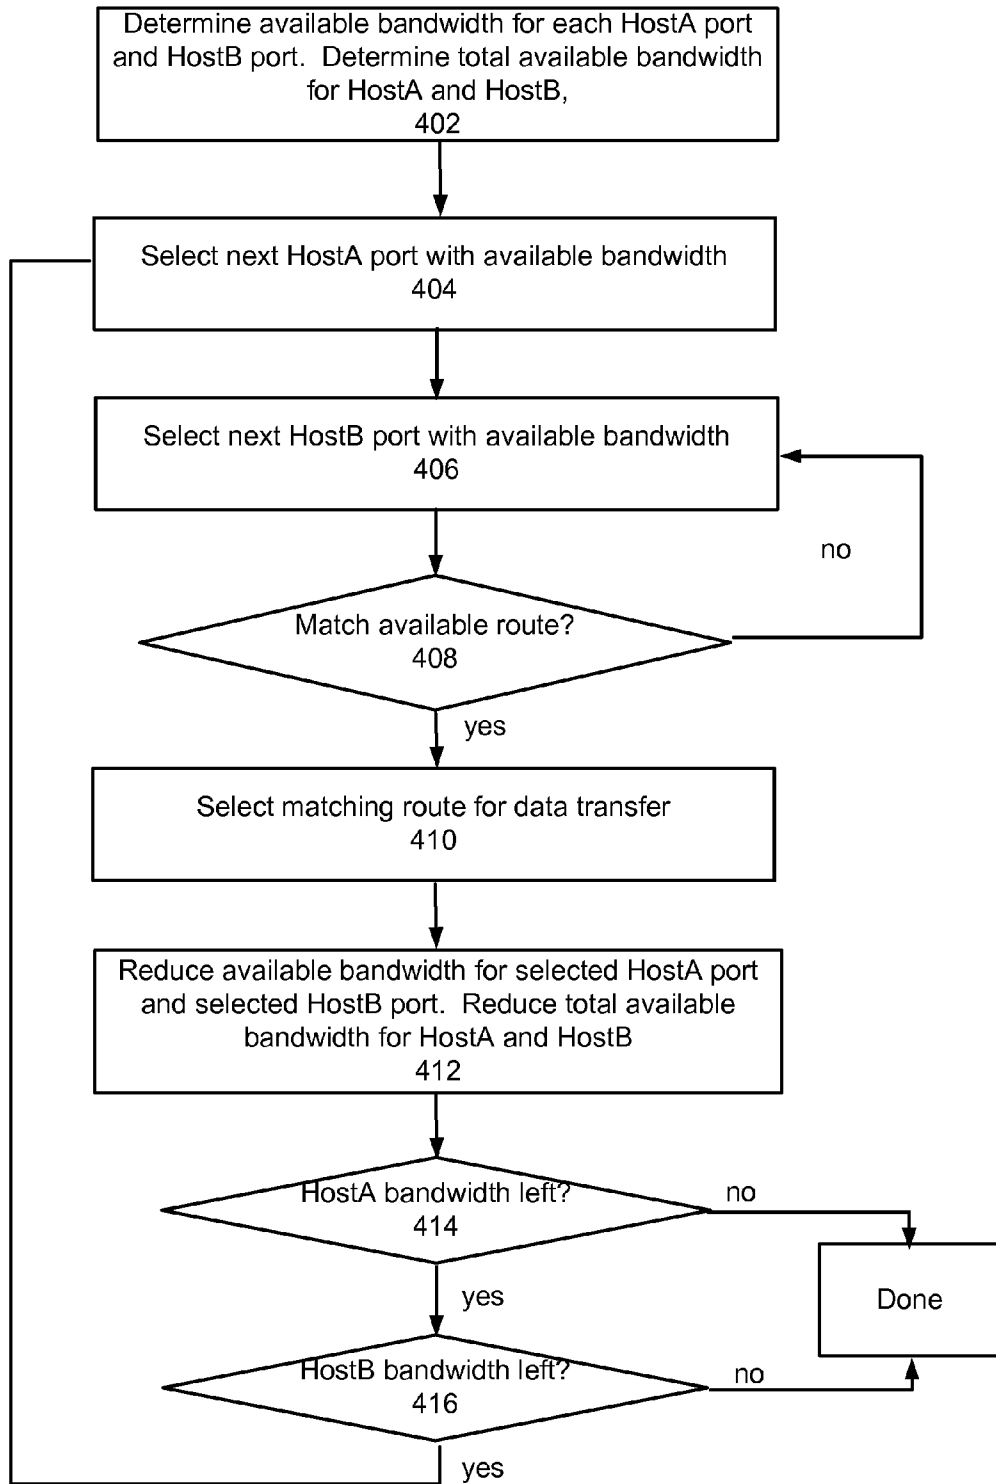 Determine available bandwidth for each HostA port
and HostB port. Determine total available bandwidth
for HostA and HostB,
402
Select next HostA port with available bandwidth
404
Select next HostB port with available bandwidth
406
no
Match available route?
408
yes
Select matching route for data transfer
410
Reduce available bandwidth for selected HostA port
and selected HostB port. Reduce total available
bandwidth for HostA and HostB
412
HostA bandwidth left?
414
no
yes
Done
HostB bandwidth left?
416
no
yes